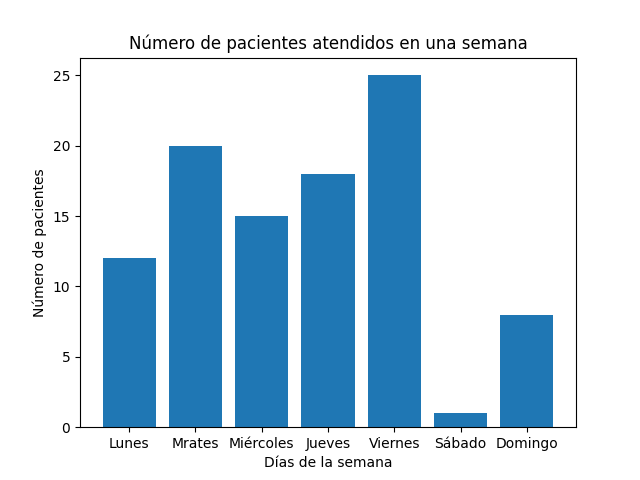 Número de pacientes atendidos en una semana
Número de pacientes
25
20
15
10
5
0
Lunes Mrates Miércoles Jueves Viernes Sábado Domingo
Días de la semana